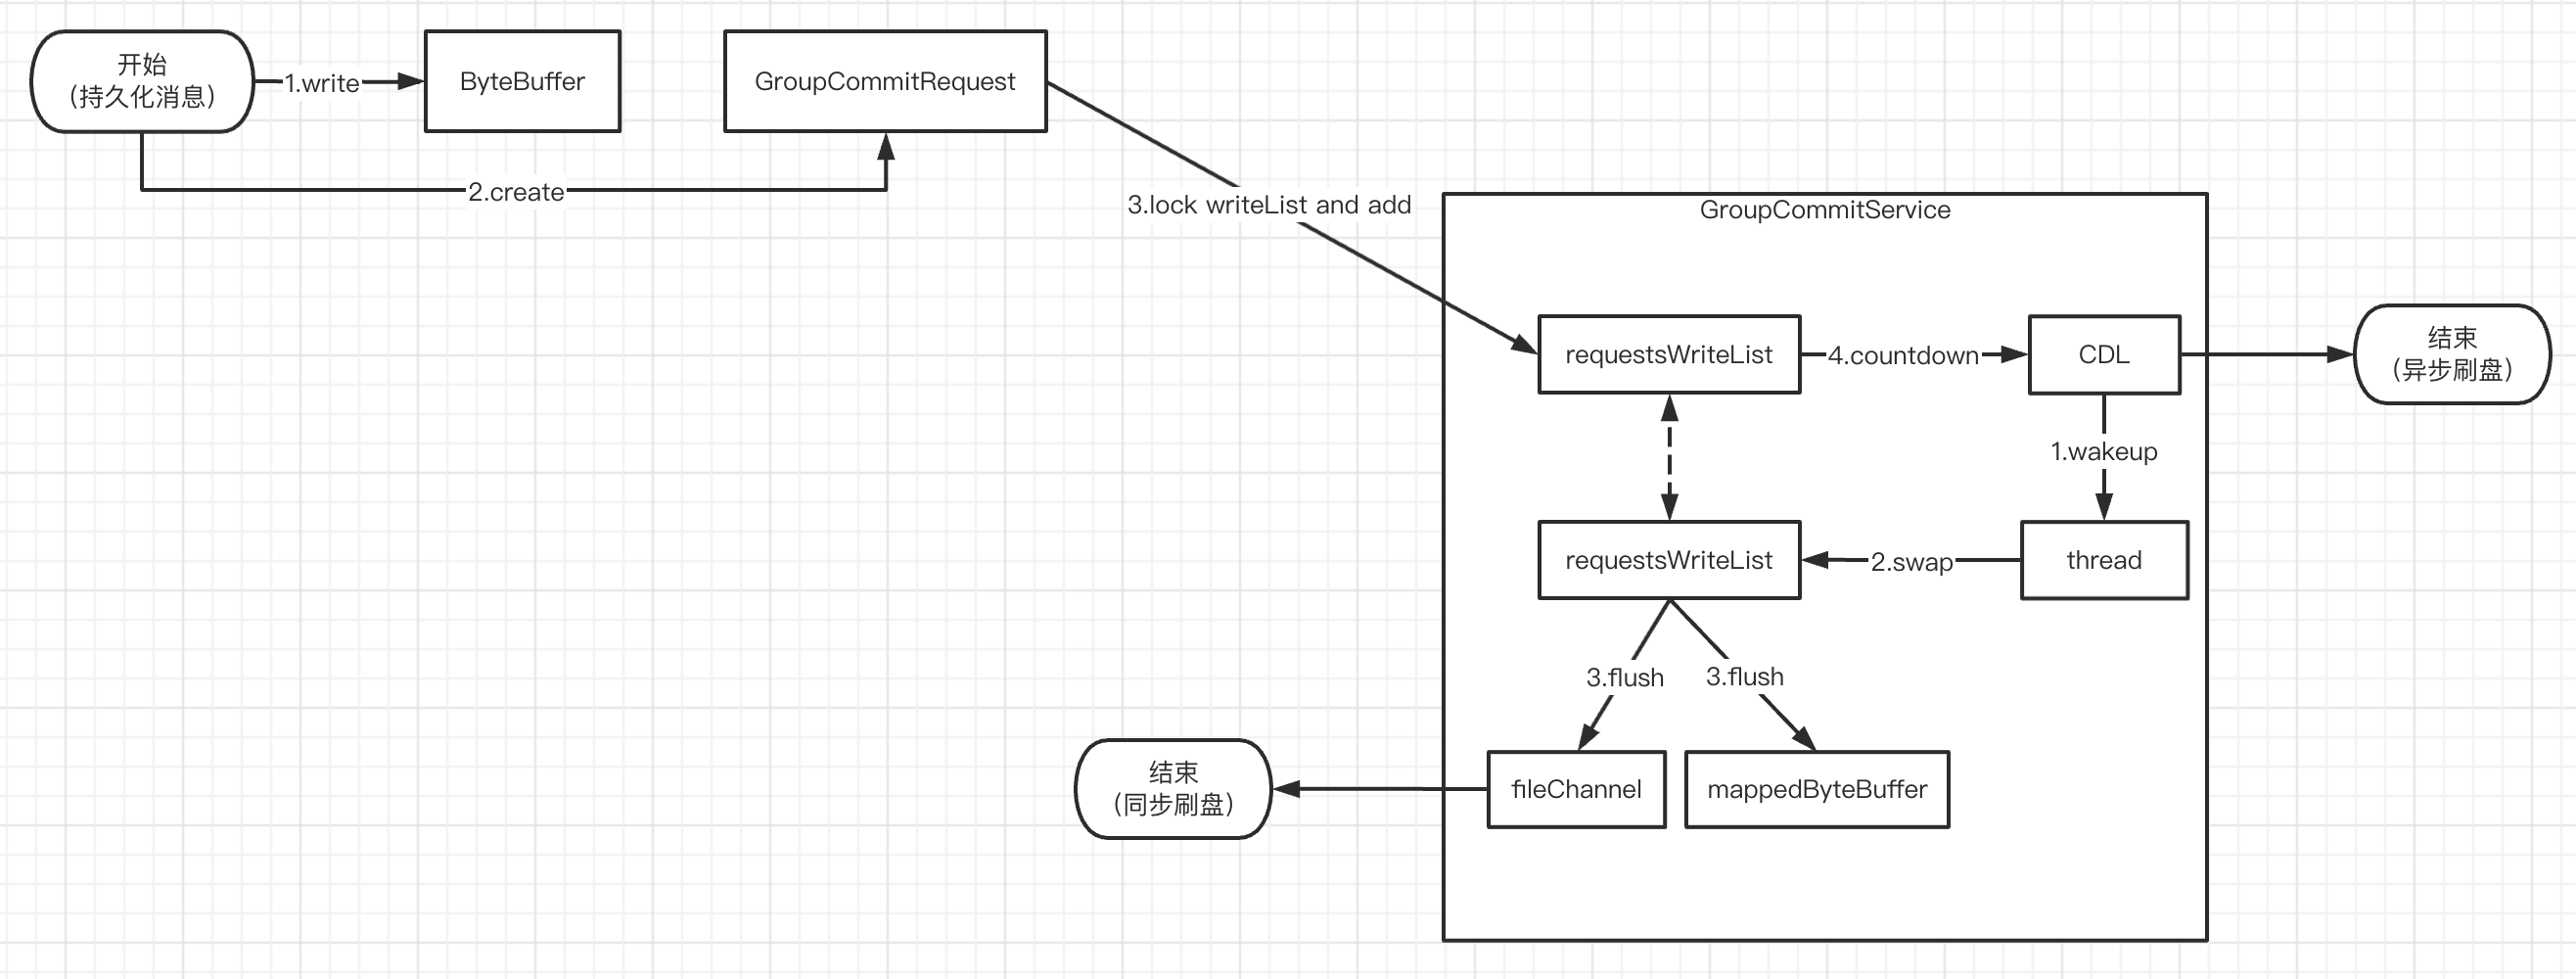 开始
（持久化消息）
1.write
ByteBuffer
GroupCommitRequest
2.create
3.lock writeList and add
GroupCommitService
requestsWriteList
4.countdown
CDL
结束
（异步刷盘）
1.wakeup
requestsWriteList
2.swap
thread
3.flush
3.flush
结束
（同步刷盘）
fileChannel
mappedByteBuffer